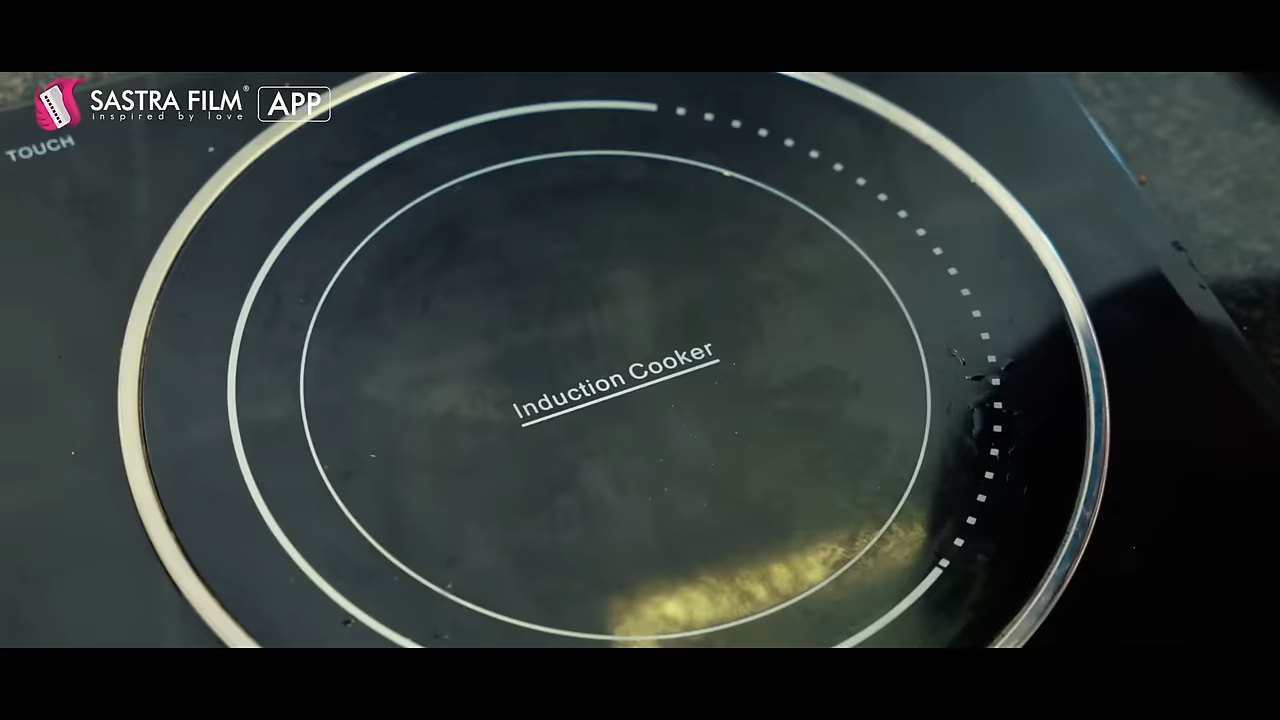 SASTRA FILM® APP
inspired by love
TOUCH
Induction Cooker